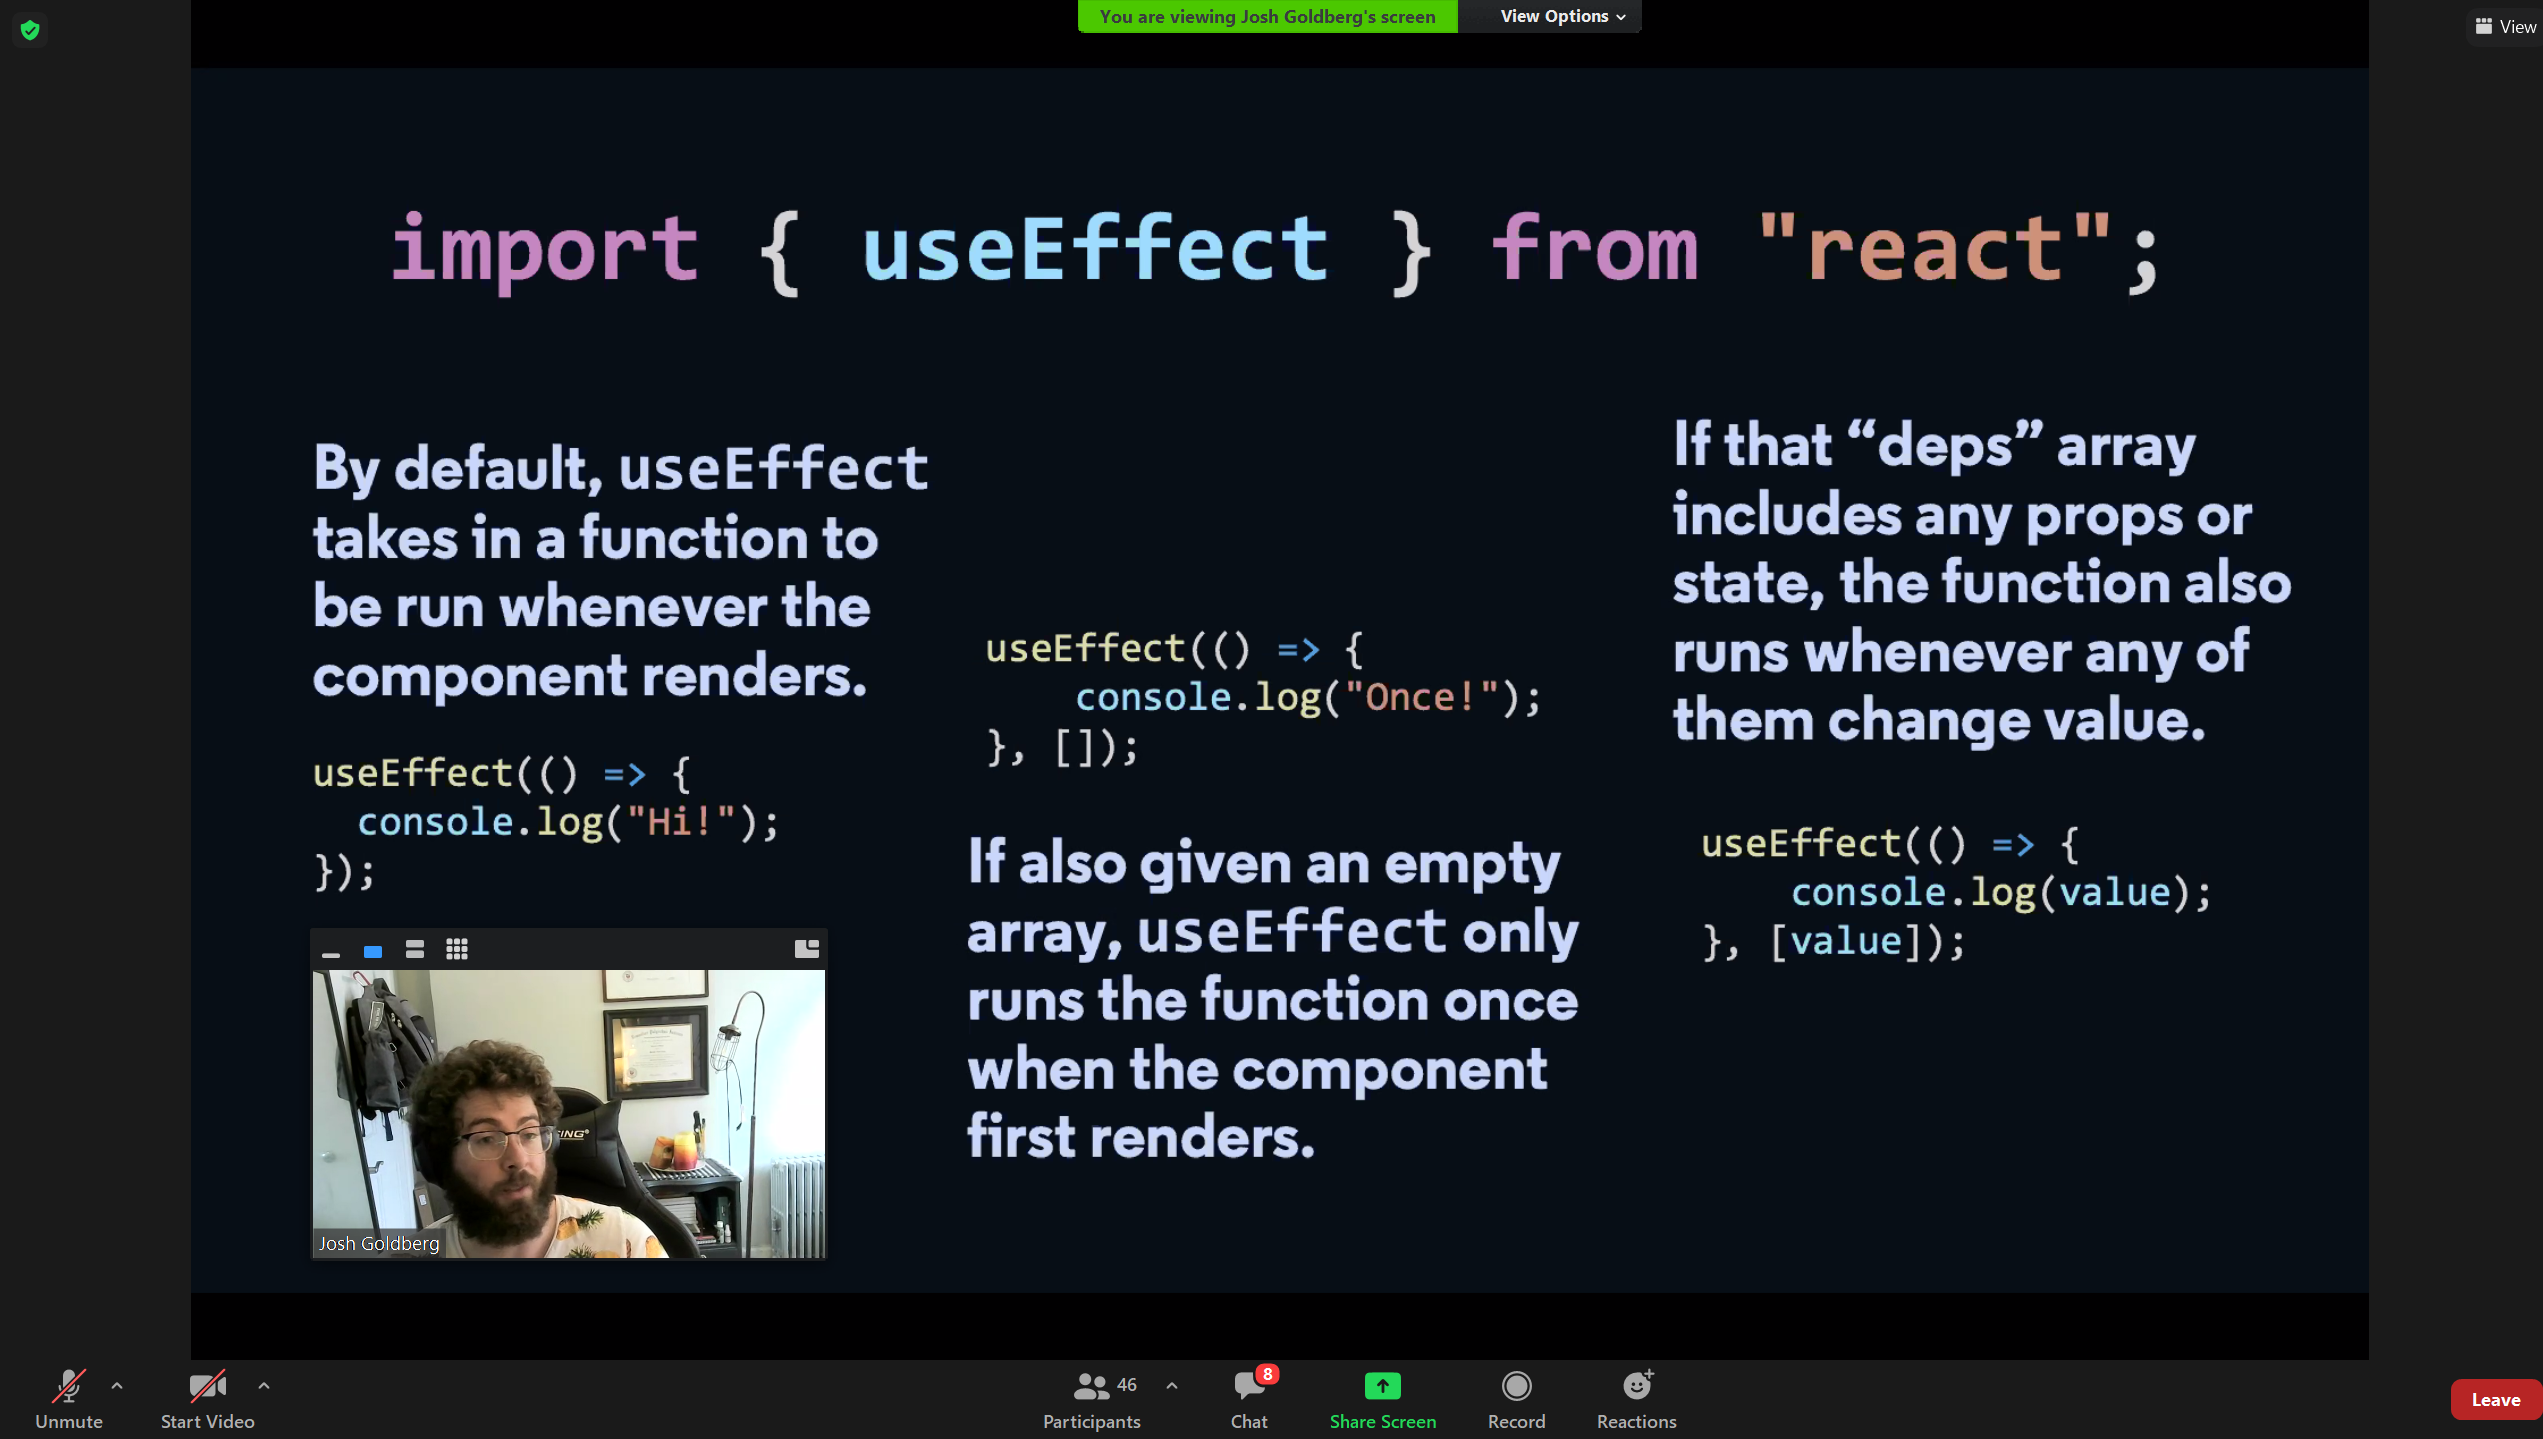 You are viewing Josh Goldberg's screen
View Options
View
import { useEffect } from "react";
By default, useEffect
takes in a function to
be run whenever the
component renders.
useEffect(() => {
console.log("Hi!");
});
useEffect(() => {
console.log("Once!");
}, []);
If also given an empty
array, useEffect only
runs the function once
when the component
first renders.
If that “deps” array
includes any props or
state, the function also
runs whenever any of
them change value.
useEffect(() => {
console.log(value);
}, [value]);
Josh Goldberg
Unmute
Start Video
46
Participants
8
Chat
Share Screen
Record
Reactions
Leave